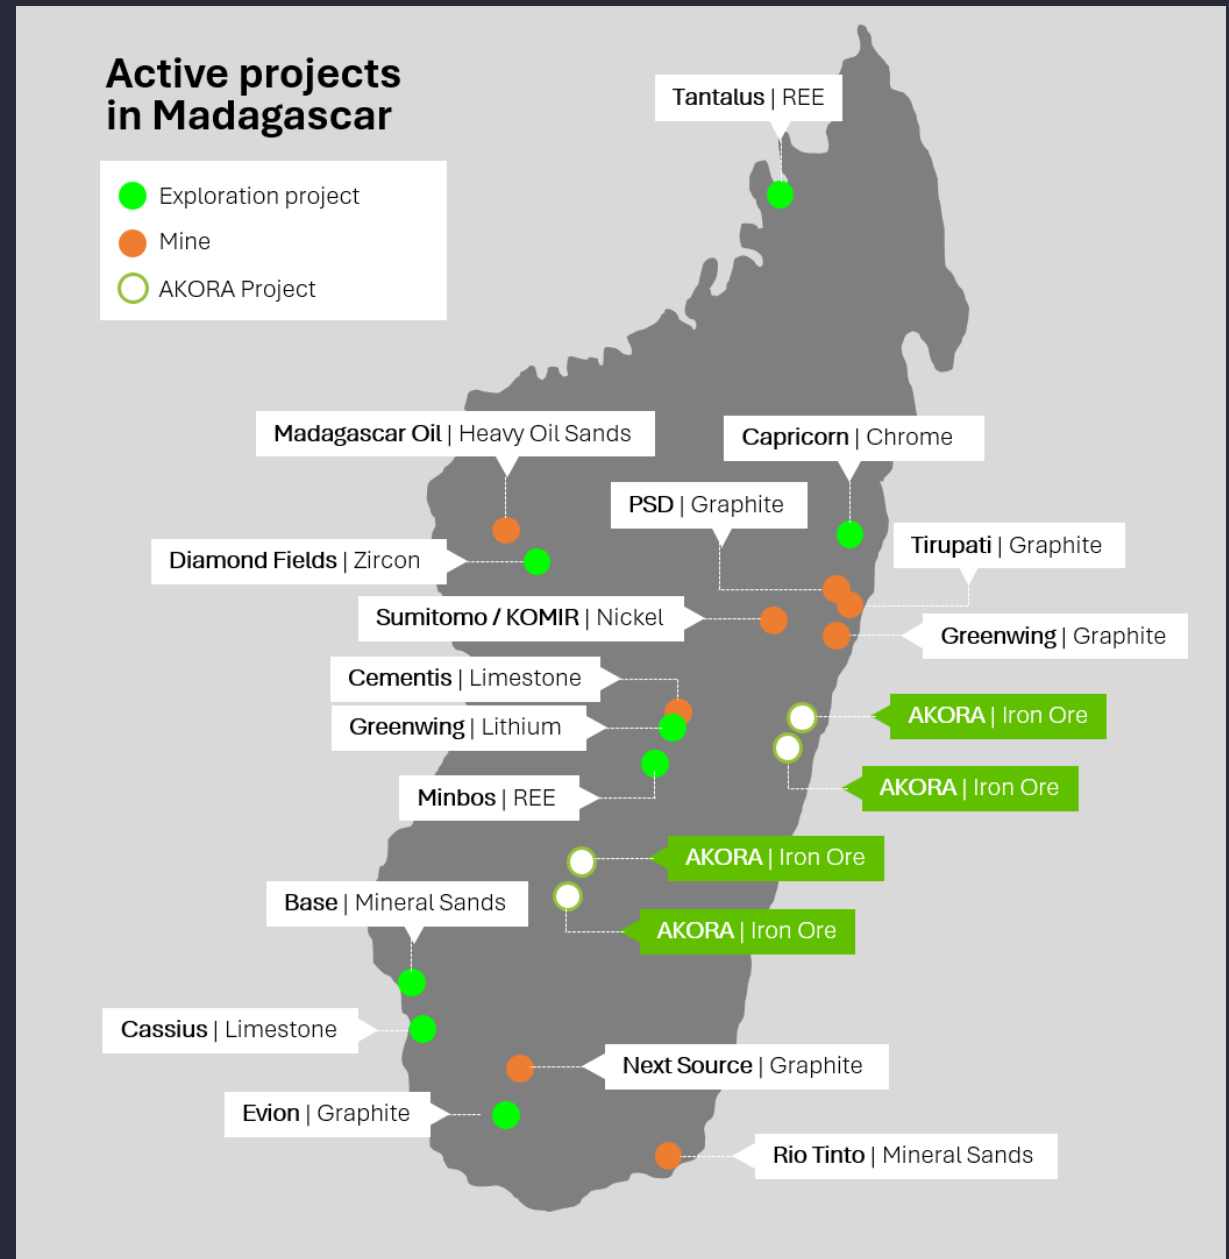 Active projects
in Madagascar
Exploration project
Mine
AKORA Project
Tantalus | REE
Madagascar Oil | Heavy Oil Sands
Capricorn | Chrome
PSD | Graphite
Tirupati | Graphite
Diamond Fields | Zircon
Sumitomo / KOMIR | Nickel
Greenwing | Graphite
Cementis | Limestone
Greenwing | Lithium
AKORA | Iron Ore
Minbos | REE
AKORA | Iron Ore
AKORA | Iron Ore
Base | Mineral Sands
AKORA | Iron Ore
Cassius | Limestone
Next Source | Graphite
Evion | Graphite
Rio Tinto | Mineral Sands